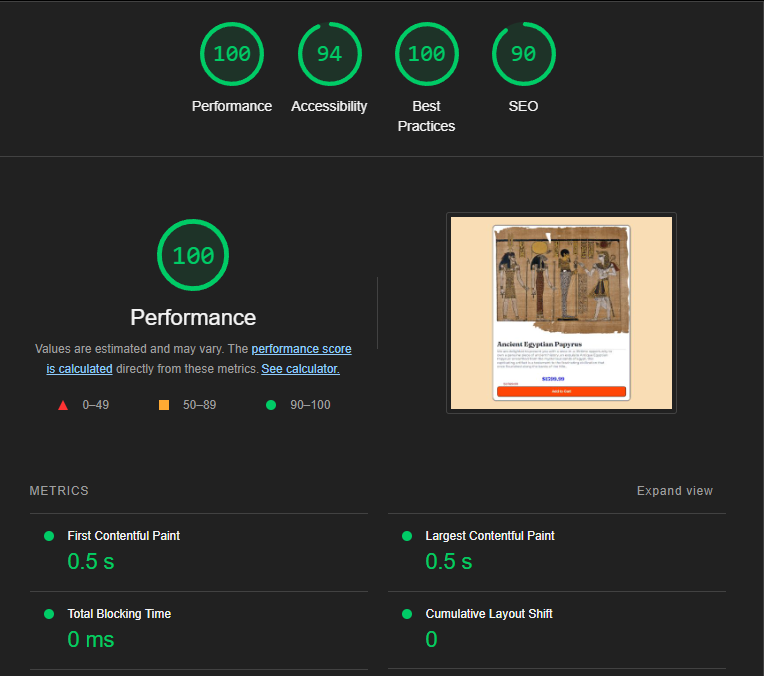 100
94
100
90
Performance
Accessibility
Best
Practices
SEO
100
Performance
Values are estimated and may vary. The performance score
is calculated directly from these metrics. See calculator.
0–49
50–89
90–100
Ancient Egyptian Papyrus
Add to Cart
METRICS
Expand view
First Contentful Paint
0.5 s
Largest Contentful Paint
0.5 s
Total Blocking Time
0 ms
Cumulative Layout Shift
0